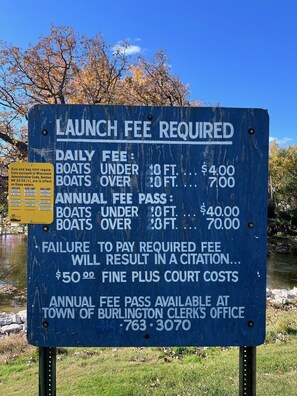 LAUNCH FEE REQUIRED
DAILY FEE:
BOATS UNDER 20 FT. ... $4.00
BOATS OVER 20 FT. ... 7.00
ANNUAL FEE PASS:
BOATS UNDER 20 FT. ... $40.00
BOATS OVER 20 FT. ... 70.00
FAILURE TO PAY REQUIRED FEE
WILL RESULT IN A CITATION...
$50.00 FINE PLUS COURT COSTS
ANNUAL FEE PASS AVAILABLE AT
TOWN OF BURLINGTON CLERK'S OFFICE
·763·3070